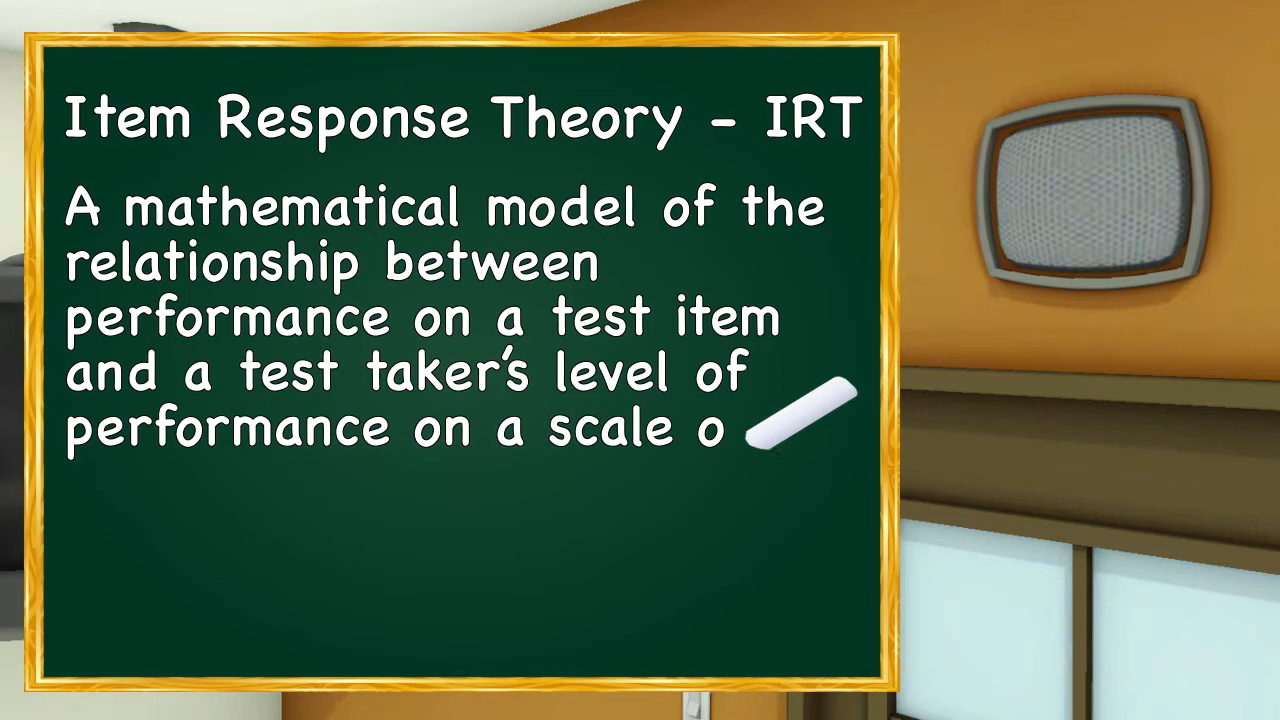 Item Response Theory - IRT
A mathematical model of the
relationship between
performance on a test item
and a test taker's level of
performance on a scale o